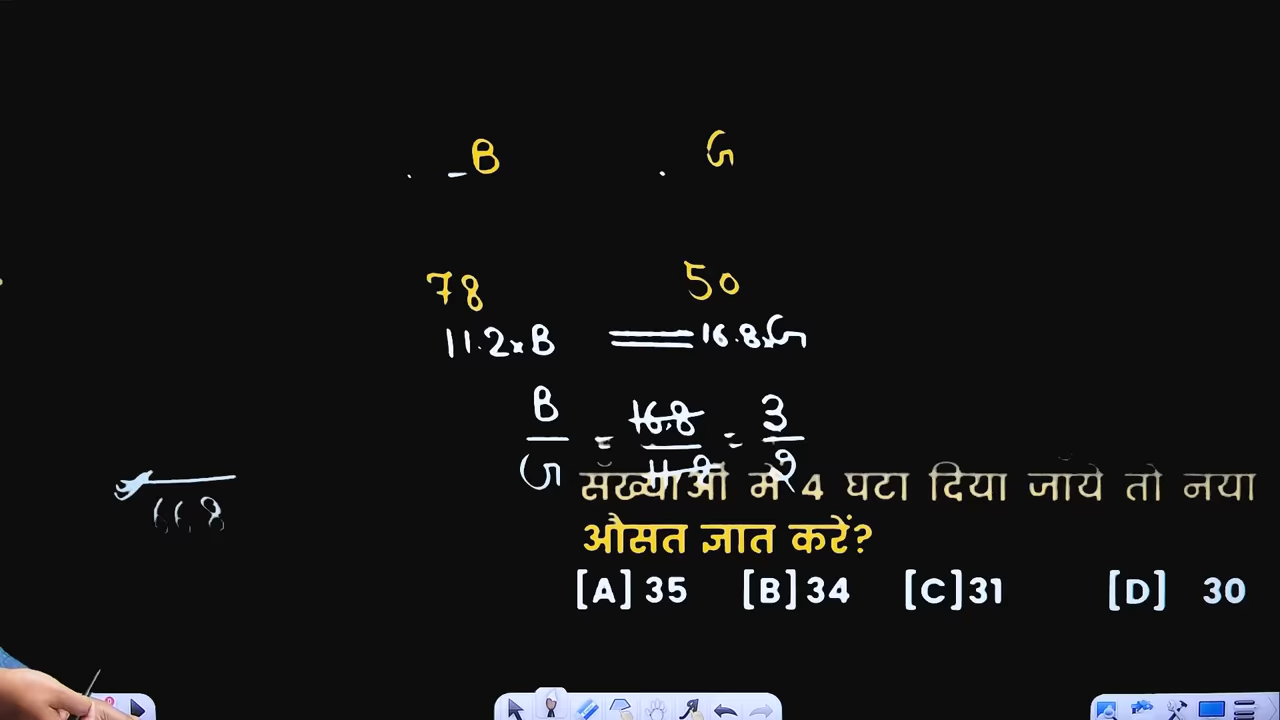 B G
78 50
11.2×B = 16.8×G
B/G = 16.8/11.2 = 3/2
संख्याओं में 4 घटा दिया जाये तो नया
औसत ज्ञात करें?
[A] 35 [B] 34 [C] 31 [D] 30